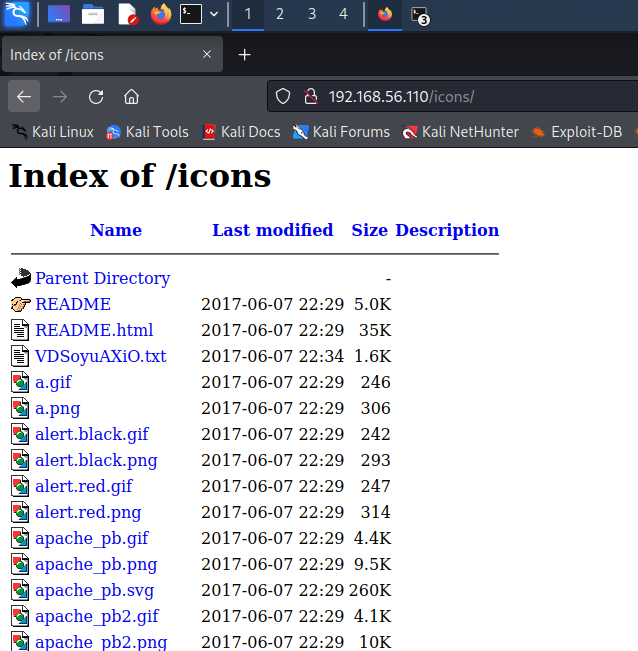 1 2 3 4 3
Index of /icons
192.168.56.110/icons/
Kali Linux Kali Tools Kali Docs Kali Forums Kali NetHunter Exploit-DB
Index of /icons
Name Last modified Size Description
Parent Directory -
README 2017-06-07 22:29 5.0K
README.html 2017-06-07 22:29 35K
VDSoyuAXiO.txt 2017-06-07 22:34 1.6K
a.gif 2017-06-07 22:29 246
a.png 2017-06-07 22:29 306
alert.black.gif 2017-06-07 22:29 242
alert.black.png 2017-06-07 22:29 293
alert.red.gif 2017-06-07 22:29 247
alert.red.png 2017-06-07 22:29 314
apache_pb.gif 2017-06-07 22:29 4.4K
apache_pb.png 2017-06-07 22:29 9.5K
apache_pb.svg 2017-06-07 22:29 260K
apache_pb2.gif 2017-06-07 22:29 4.1K
apache_pb2.png 2017-06-07 22:29 10K